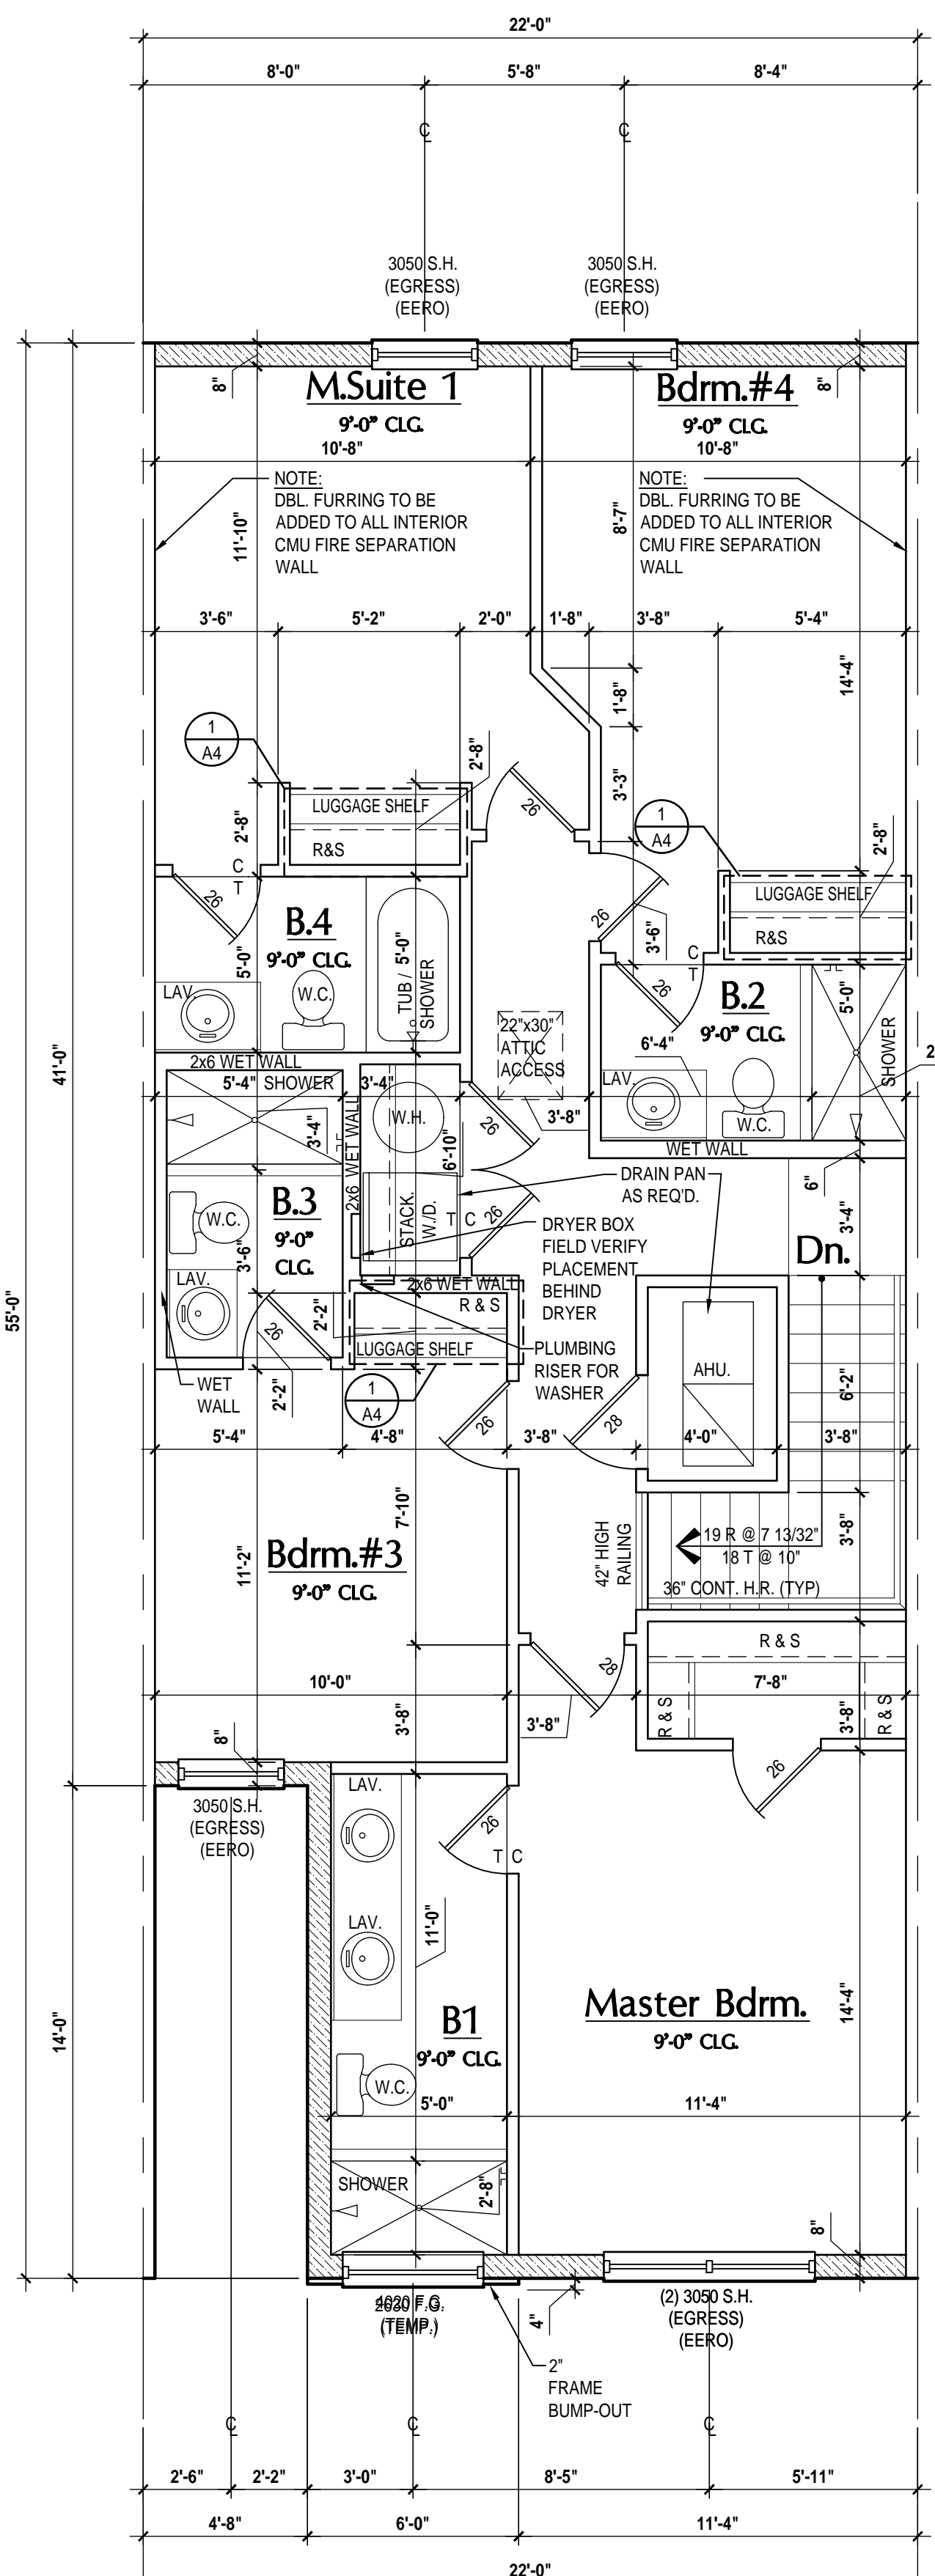 22'-0"
8'-0" 5'-8" 8'-4"
℄ ℄
3050 S.H.
(EGRESS)
(EERO)
3050 S.H.
(EGRESS)
(EERO)
8"
M.Suite 1
9'-0" CLG.
10'-8"
Bdrm.#4
9'-0" CLG.
10'-8"
8"
NOTE:
DBL. FURRING TO BE
ADDED TO ALL INTERIOR
CMU FIRE SEPARATION
WALL
NOTE:
DBL. FURRING TO BE
ADDED TO ALL INTERIOR
CMU FIRE SEPARATION
WALL
11'-10"
8'-7"
3'-6" 5'-2" 2'-0" 1'-8" 3'-8" 5'-4"
14'-4"
1'-8"
1
A4
2'-8"
3'-3"
2'-8"
LUGGAGE SHELF
R&S
26
1
A4
2'-8"
C
T
26
LUGGAGE SHELF
R&S
26
3'-6"
C
T
26
B.4
9'-0" CLG.
5'-0"
LAV.
W.C.
TUB /
SHOWER
5'-0"
B.2
9'-0" CLG.
5'-0"
6'-4"
LAV.
W.C.
SHOWER
2
22"x30"
ATTIC
ACCESS
3'-8"
WET WALL
6"
41'-0"
55'-0"
2x6 WET WALL
5'-4" SHOWER 3'-4"
3'-4"
2x6 WET WALL
W.H.
6'-10"
26
STACK.
W./D.
T C
26
DRAIN PAN
AS REQ'D.
3'-4"
Dn.
B.3
9'-0"
CLG.
W.C.
3'-6"
LAV.
26
DRYER BOX
FIELD VERIFY
PLACEMENT
BEHIND
DRYER
2x6 WET WALL
R & S
2'-2"
LUGGAGE SHELF
PLUMBING
RISER FOR
WASHER
WET
WALL
2'-2"
1
A4
26
28
AHU.
6'-2"
5'-4" 4'-8" 3'-8" 4'-0" 3'-8"
7'-10"
11'-2"
Bdrm.#3
9'-0" CLG.
42" HIGH
RAILING
19 R @ 7 13/32"
18 T @ 10"
36" CONT. H.R. (TYP)
3'-8"
R & S
28
10'-0"
7'-8"
3'-8"
3'-8"
R & S
3'-8"
R & S
26
8"
3050 S.H.
(EGRESS)
(EERO)
LAV.
26
T C
LAV.
11'-0"
14'-0"
B1
9'-0" CLG.
Master Bdrm.
9'-0" CLG.
14'-4"
W.C.
5'-0" 11'-4"
SHOWER
2'-8"
8"
(TEMP.)
4"
(2) 3050 S.H.
(EGRESS)
(EERO)
2"
FRAME
BUMP-OUT
℄ ℄ ℄
2'-6" 2'-2" 3'-0" 8'-5" 5'-11"
4'-8" 6'-0" 11'-4"
22'-0"